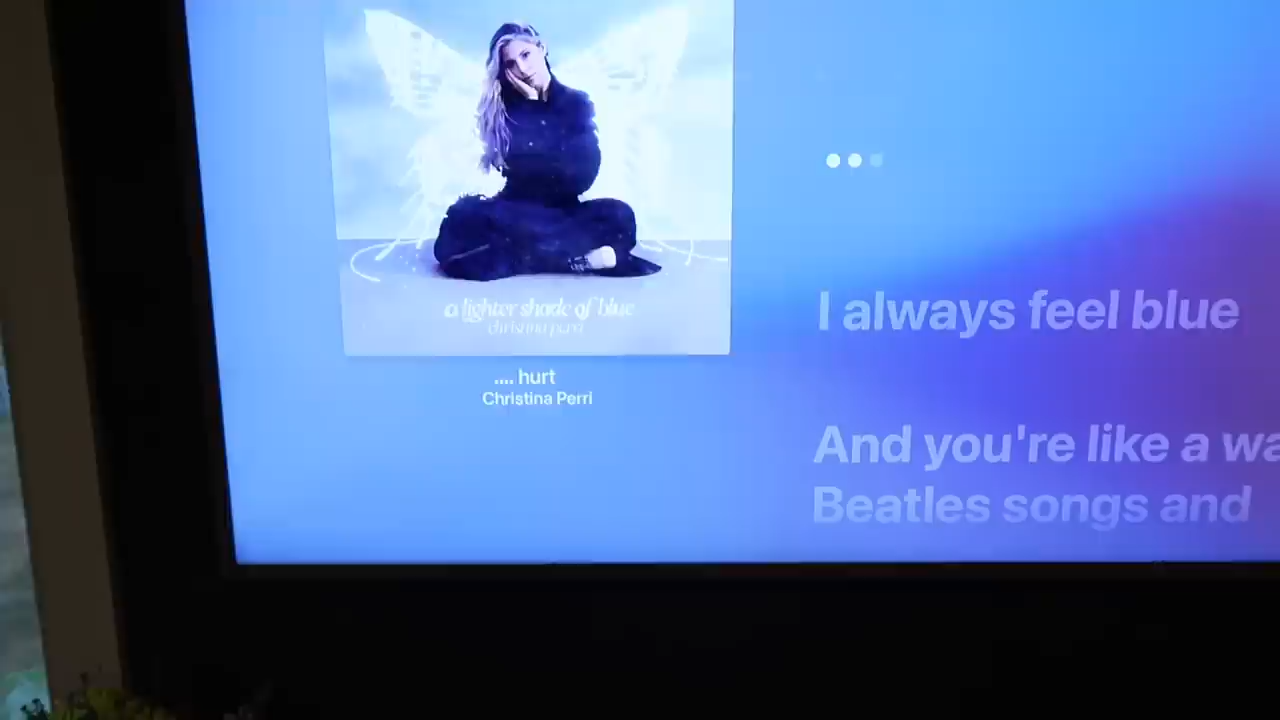 a lighter shade of blue
christina perri
.... hurt
Christina Perri
I always feel blue
And you're like a
Beatles songs and